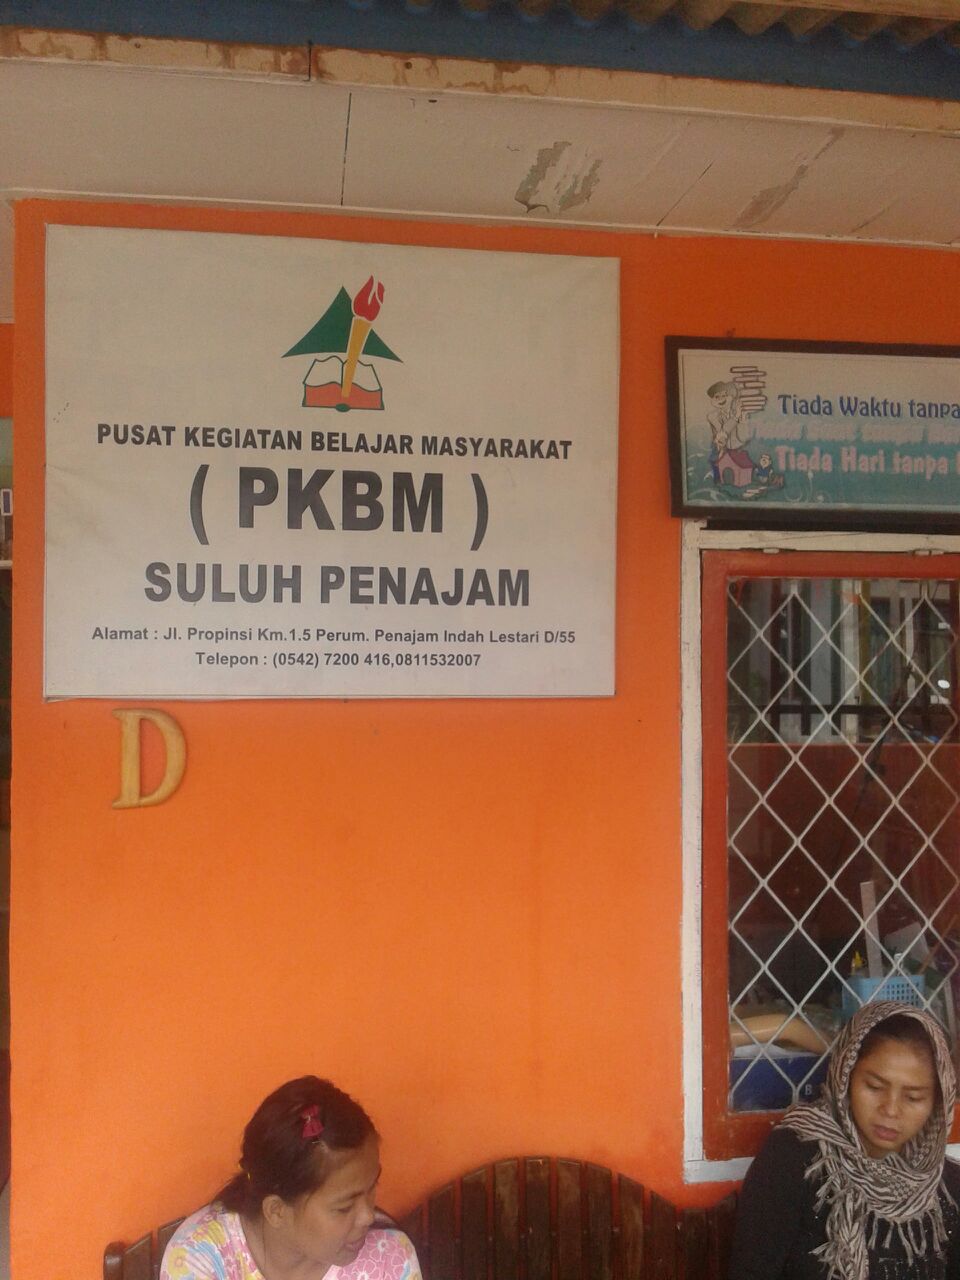 PUSAT KEGIATAN BELAJAR MASYARAKAT
( PKBM )
SULUH PENAJAM
Alamat : Jl. Propinsi Km.1.5 Perum. Penajam Indah Lestari D/55
Telepon : (0542) 7200 416,0811532007
D
Tiada Waktu tanpa
Tiada Hari tanpa
B